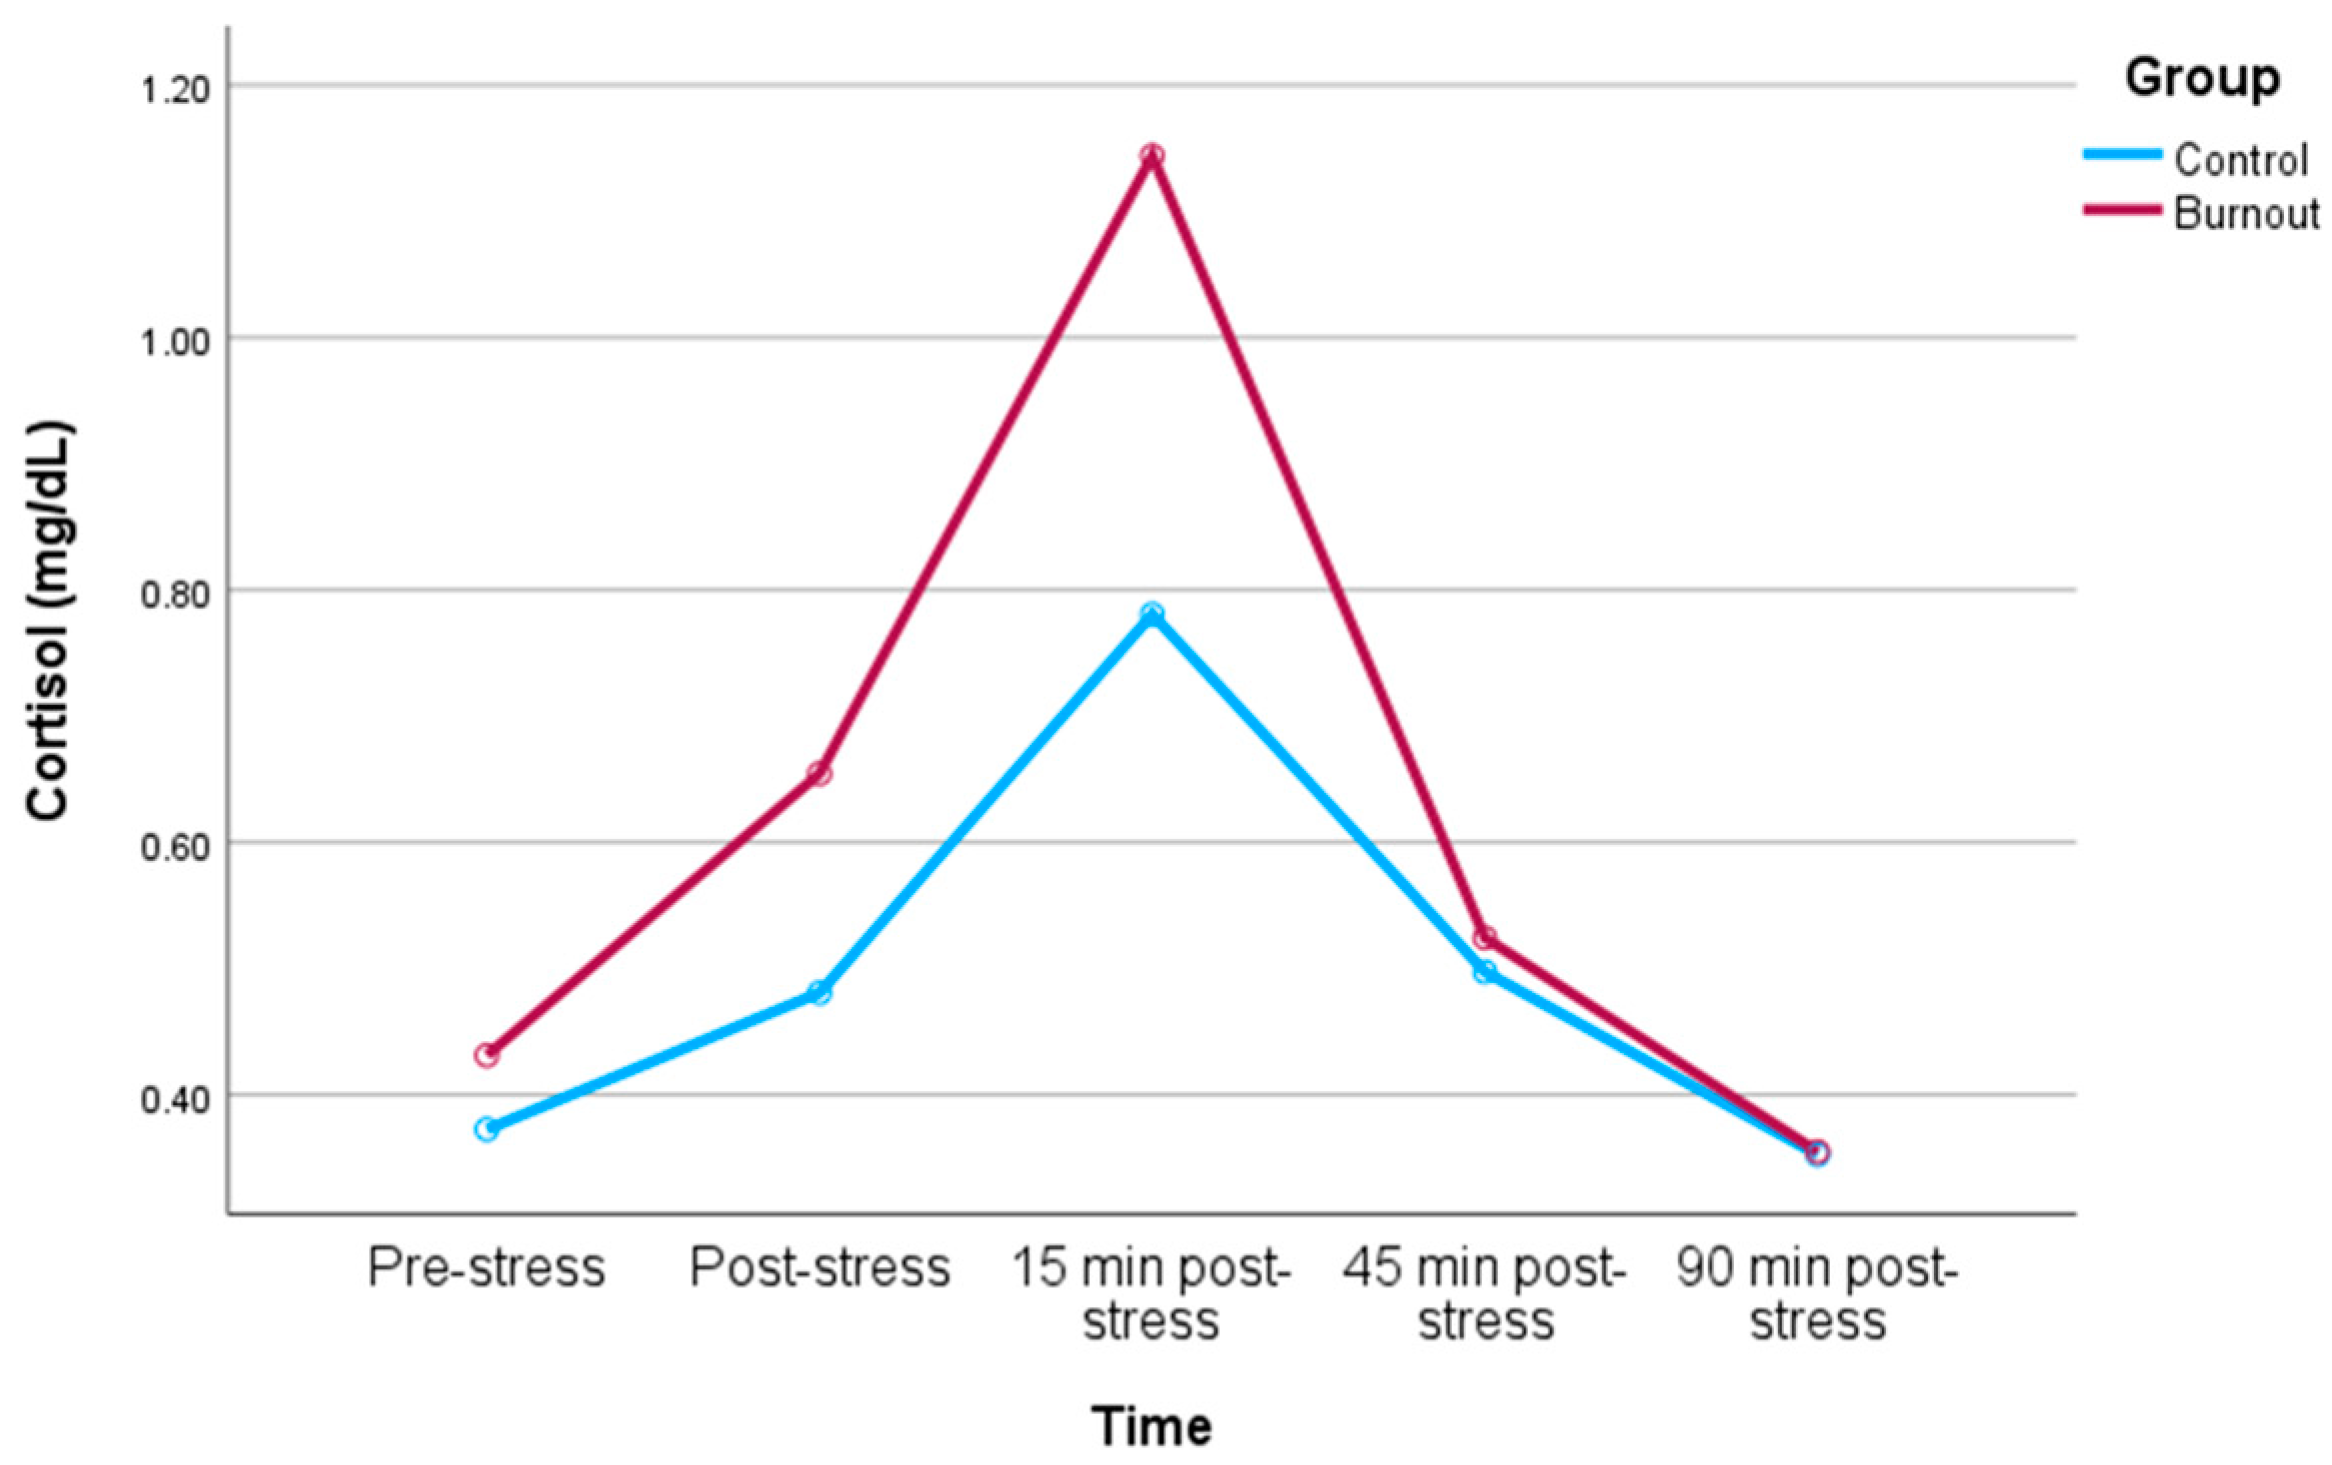 Group
Control
Burnout
1.20
1.00
0.80
0.60
0.40
Cortisol (mg/dL)
Pre-stress
Post-stress
15 min post-
stress
45 min post-
stress
90 min post-
stress
Time